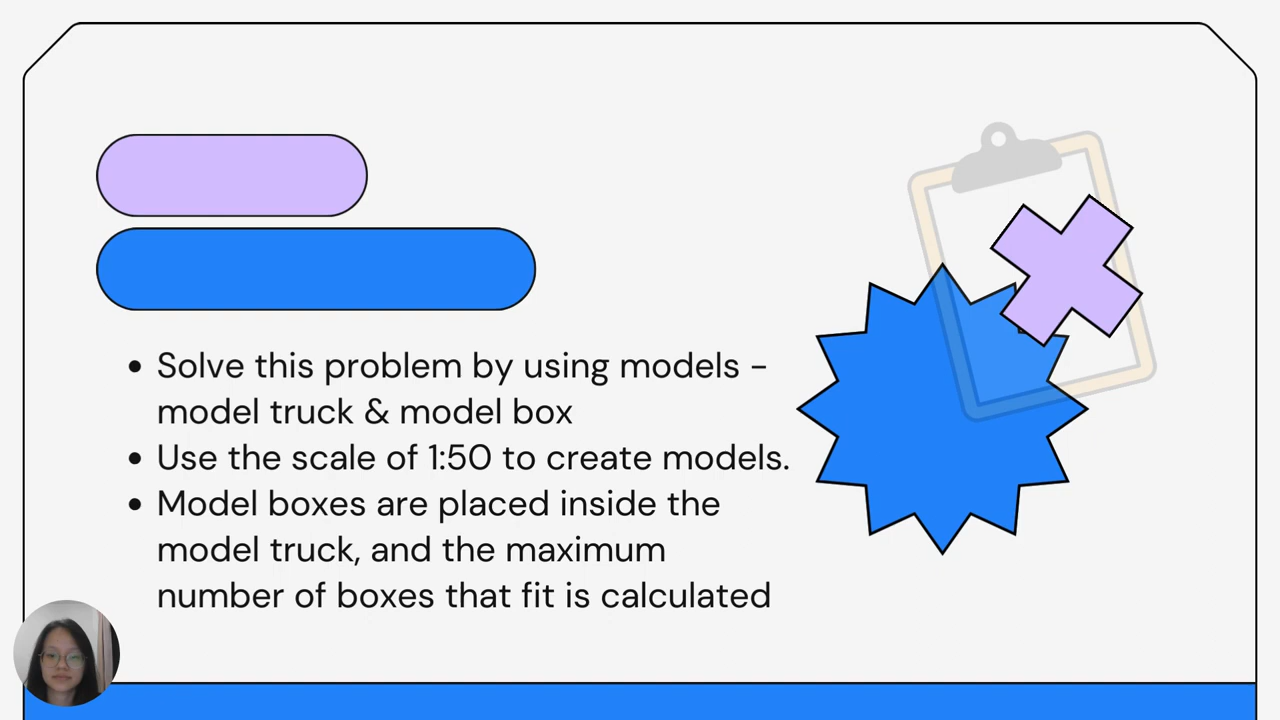 Solve this problem by using models -
model truck & model box
Use the scale of 1:50 to create models.
Model boxes are placed inside the
model truck, and the maximum
number of boxes that fit is calculated